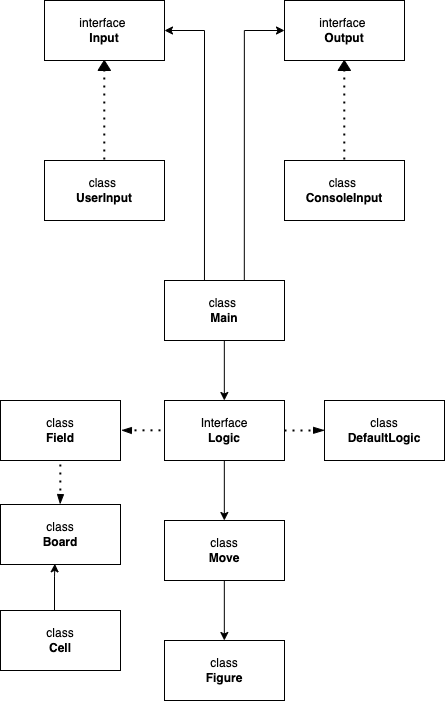 interface
Input
interface
Output
class
UserInput
class
ConsoleInput
class
Main
class
Field
Interface
Logic
class
DefaultLogic
class
Board
class
Move
class
Cell
class
Figure